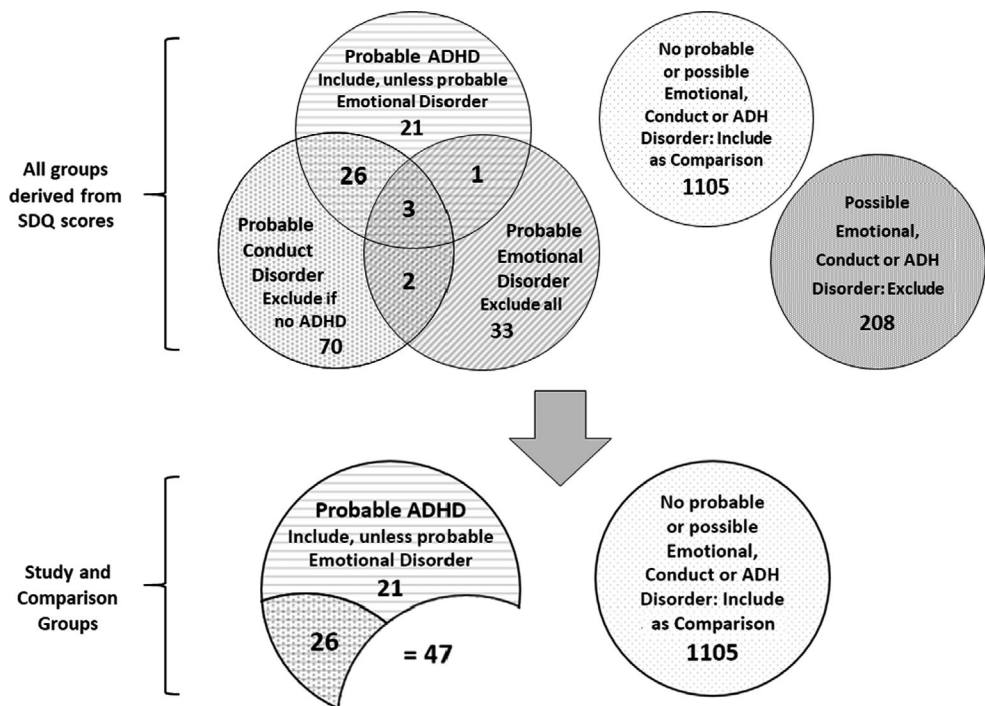 All groups
derived from
SDQ scores
Probable ADHD
Include, unless probable
Emotional Disorder
21
26
1
3
2
Probable
Conduct
Disorder
Exclude if
no ADHD
70
Probable
Emotional
Disorder
Exclude all
33
No probable
or possible
Emotional,
Conduct or ADH
Disorder: Include
as Comparison
1105
Possible
Emotional,
Conduct or ADH
Disorder: Exclude
208
Study and
Comparison
Groups
Probable ADHD
Include, unless probable
Emotional Disorder
21
26
= 47
No probable
or possible
Emotional,
Conduct or ADH
Disorder: Include
as Comparison
1105